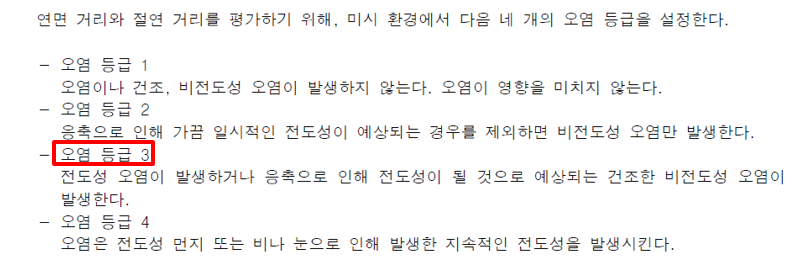 연면 거리와 절연 거리를 평가하기 위해, 미시 환경에서 다음 네 개의 오염 등급을 설정한다.
- 오염 등급 1
오염이나 건조, 비전도성 오염이 발생하지 않는다. 오염이 영향을 미치지 않는다.
- 오염 등급 2
응축으로 인해 가끔 일시적인 전도성이 예상되는 경우를 제외하면 비전도성 오염만 발생한다.
- 오염 등급 3
전도성 오염이 발생하거나 응축으로 인해 전도성이 될 것으로 예상되는 건조한 비전도성 오염이
발생한다.
- 오염 등급 4
오염은 전도성 먼지 또는 비나 눈으로 인해 발생한 지속적인 전도성을 발생시킨다.